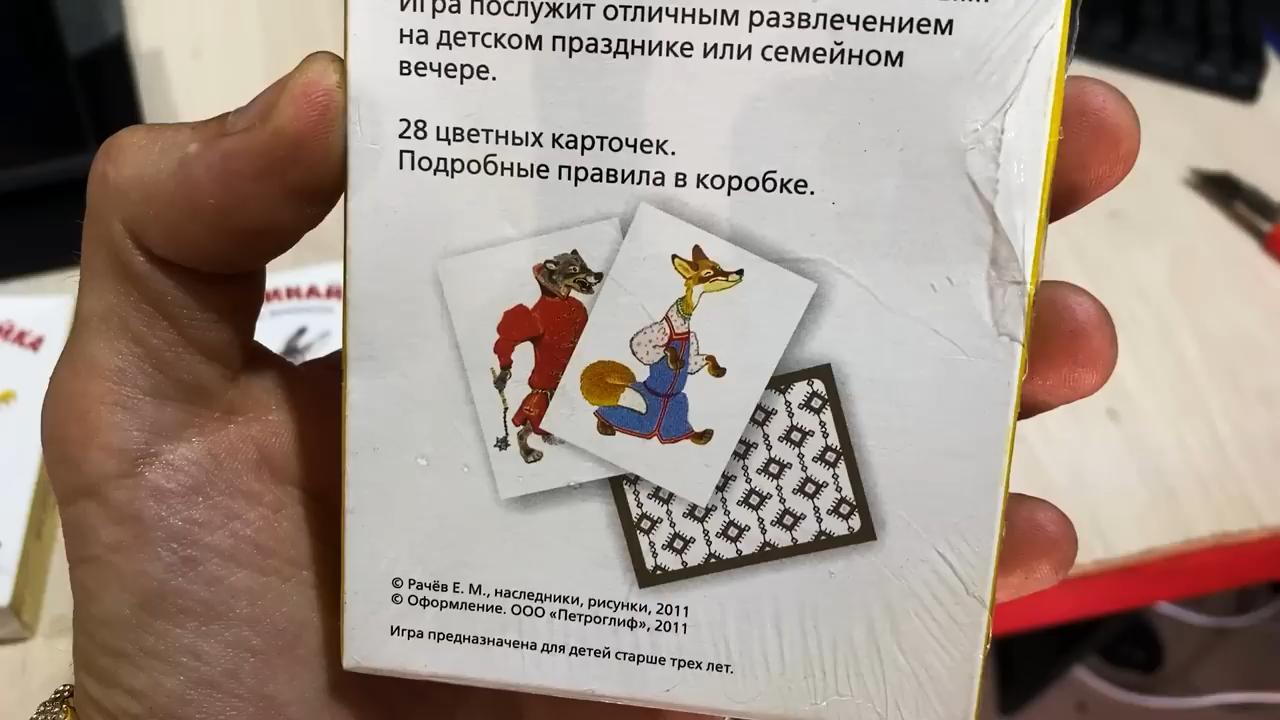 Игра послужит отличным развлечением
на детском празднике или семейном
вечере.
28 цветных карточек.
Подробные правила в коробке.
© Рачёв Е. М., наследники, рисунки, 2011
© Оформление. ООО «Петроглиф», 2011
Игра предназначена для детей старше трех лет.